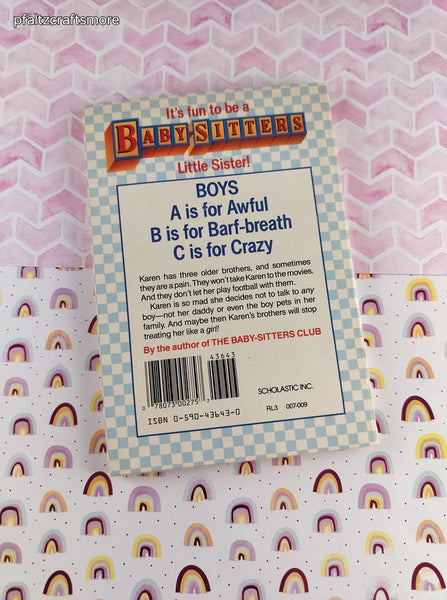 pfaltzcraftsmore
It's fun to be a
BABY-SITTERS
Little Sister!
BOYS
A is for Awful
B is for Barf-breath
C is for Crazy
Karen has three older brothers, and sometimes
they are a pain. They won't take Karen to the movies.
And they don't let her play football with them.
Karen is so mad she decides not to talk to any
boy—not her daddy or even the boy pets in her
family. And maybe then Karen's brothers will stop
treating her like a girl!
By the author of THE BABY-SITTERS CLUB
43643
0 78073 00275 7
ISBN 0-590-43643-0
SCHOLASTIC INC.
RL3 007-009